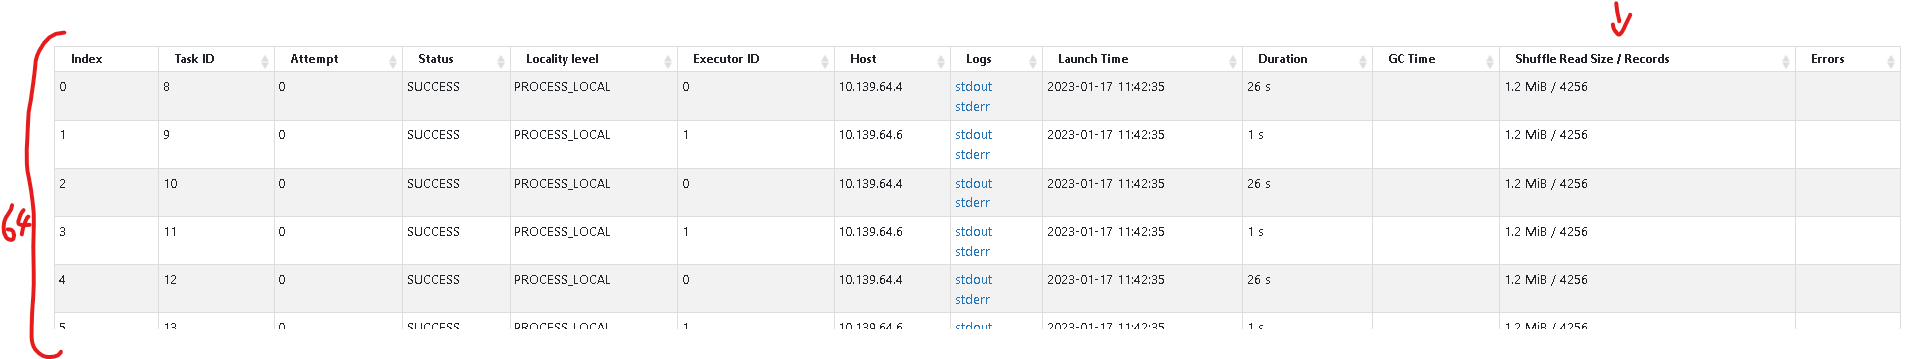 Index Task ID Attempt Status Locality level Executor ID Host Logs Launch Time Duration GC Time Shuffle Read Size / Records Errors
0 8 0 SUCCESS PROCESS_LOCAL 0 10.139.64.4 stdout 2023-01-17 11:42:35 26 s 1.2 MiB / 4256
stderr
1 9 0 SUCCESS PROCESS_LOCAL 1 10.139.64.6 stdout 2023-01-17 11:42:35 1 s 1.2 MiB / 4256
stderr
2 10 0 SUCCESS PROCESS_LOCAL 0 10.139.64.4 stdout 2023-01-17 11:42:35 26 s 1.2 MiB / 4256
stderr
64
3 11 0 SUCCESS PROCESS_LOCAL 1 10.139.64.6 stdout 2023-01-17 11:42:35 1 s 1.2 MiB / 4256
stderr
4 12 0 SUCCESS PROCESS_LOCAL 0 10.139.64.4 stdout 2023-01-17 11:42:35 26 s 1.2 MiB / 4256
stderr
5 13 0 SUCCESS PROCESS_LOCAL 1 10.139.64.6 stdout 2023-01-17 11:42:35 1 s 1.2 MiB / 4256